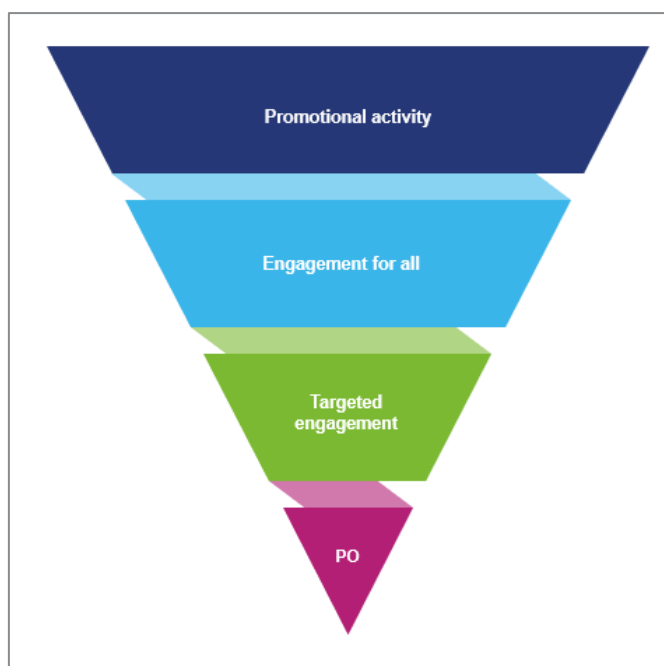 Promotional activity
Engagement for all
Targeted
engagement
PO